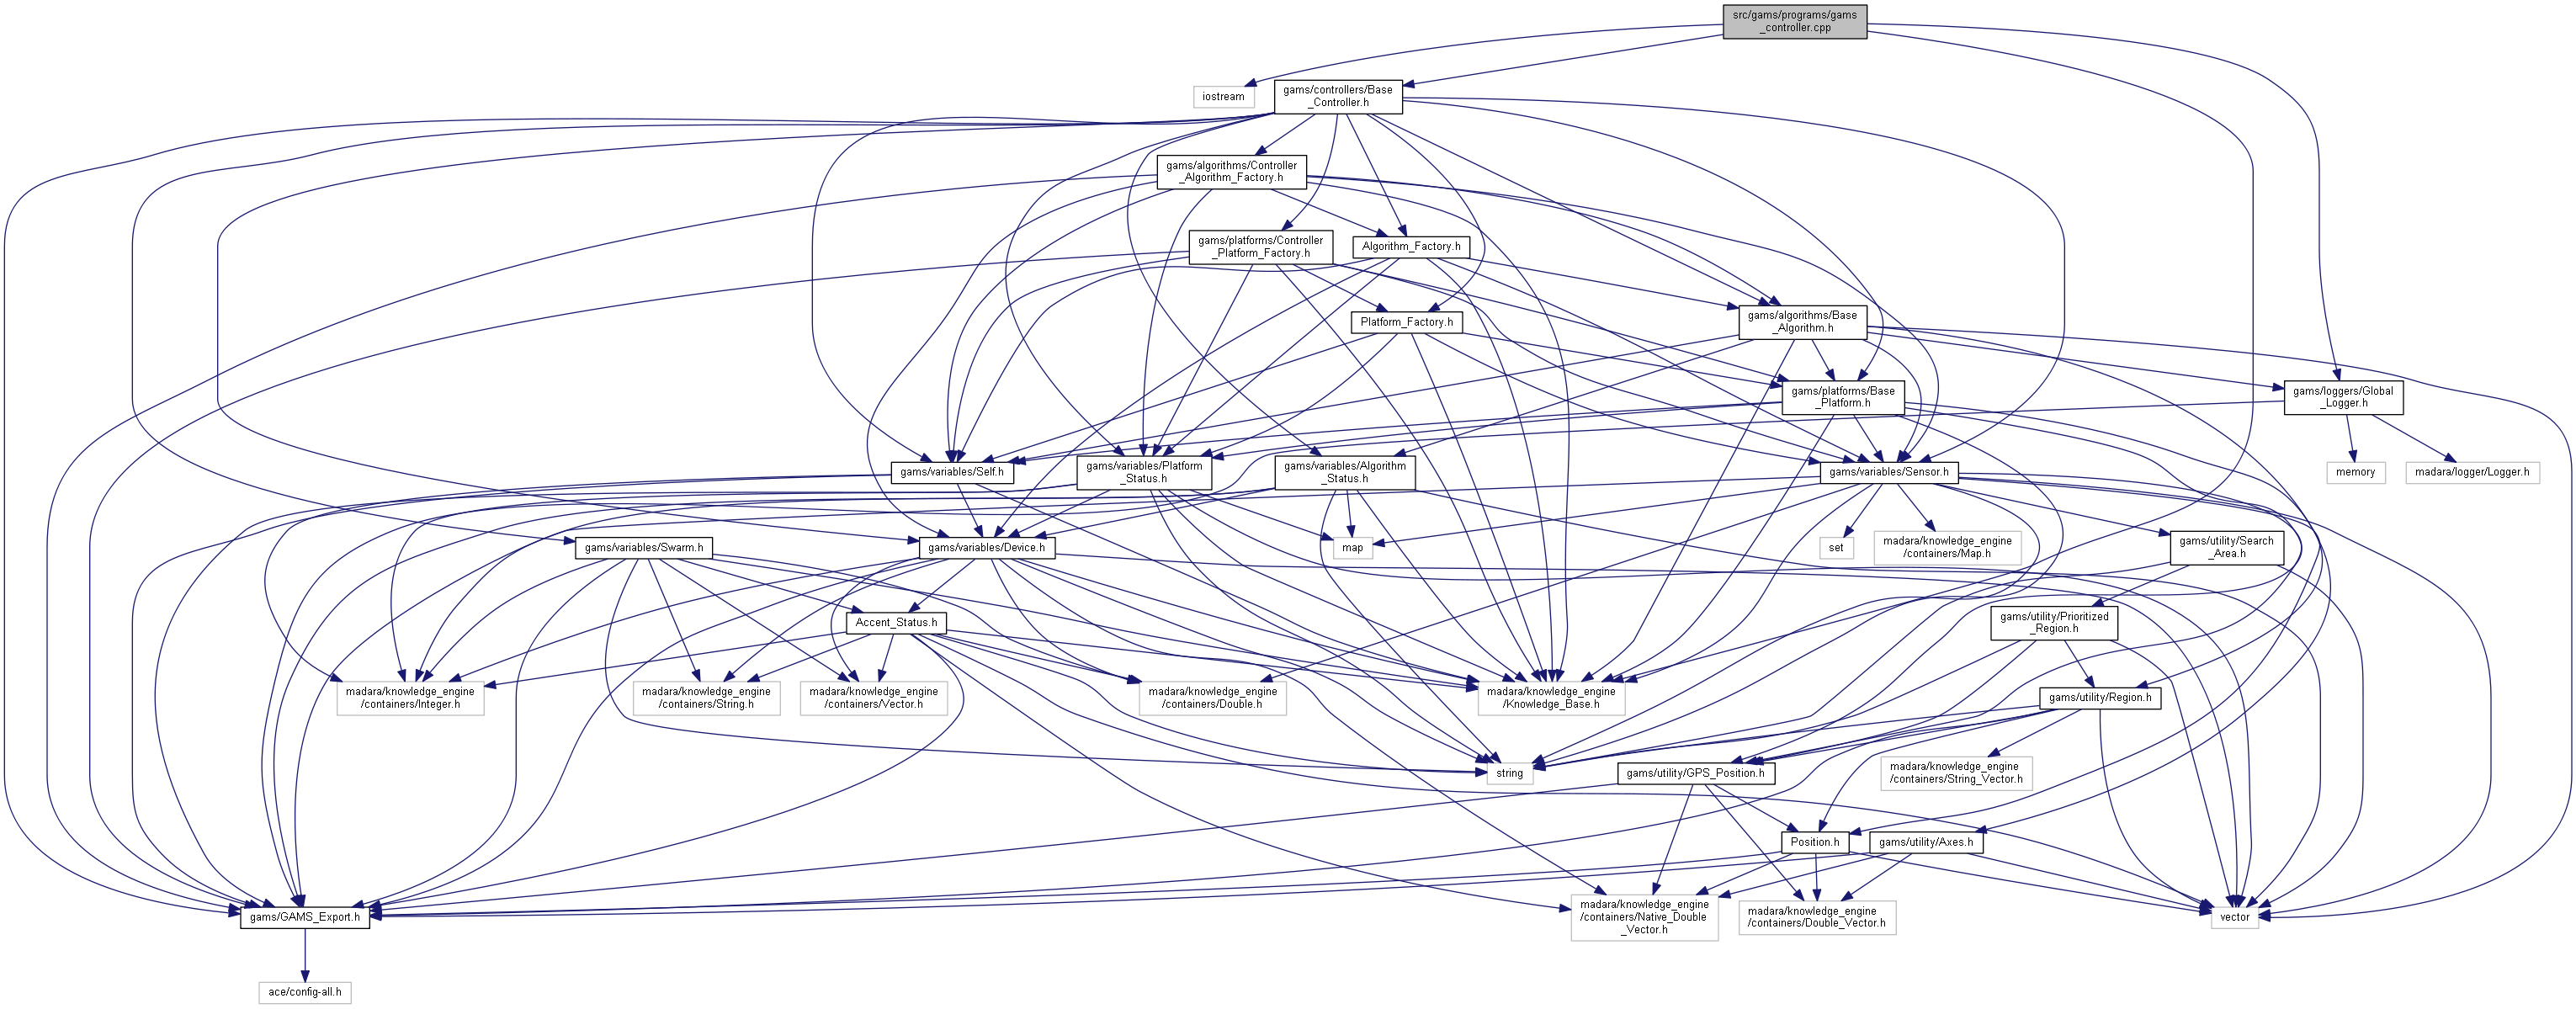 src/gams/programs/gams
_controller.cpp
iostream
gams/controllers/Base
_Controller.h
gams/algorithms/Controller
_Algorithm_Factory.h
gams/platforms/Controller
_Platform_Factory.h
Algorithm_Factory.h
Platform_Factory.h
gams/algorithms/Base
_Algorithm.h
gams/platforms/Base
_Platform.h
gams/loggers/Global
_Logger.h
gams/variables/Self.h
gams/variables/Platform
_Status.h
gams/variables/Algorithm
_Status.h
gams/variables/Sensor.h
memory
madara/logger/Logger.h
gams/variables/Swarm.h
gams/variables/Device.h
map
set
madara/knowledge_engine
/containers/Map.h
gams/utility/Search
_Area.h
Accent_Status.h
gams/utility/Prioritized
_Region.h
madara/knowledge_engine
/containers/Integer.h
madara/knowledge_engine
/containers/String.h
madara/knowledge_engine
/containers/Vector.h
madara/knowledge_engine
/containers/Double.h
madara/knowledge_engine
/Knowledge_Base.h
gams/utility/Region.h
string
gams/utility/GPS_Position.h
madara/knowledge_engine
/containers/String_Vector.h
Position.h
gams/utility/Axes.h
gams/GAMS_Export.h
madara/knowledge_engine
/containers/Native_Double
_Vector.h
madara/knowledge_engine
/containers/Double_Vector.h
vector
ace/config-all.h